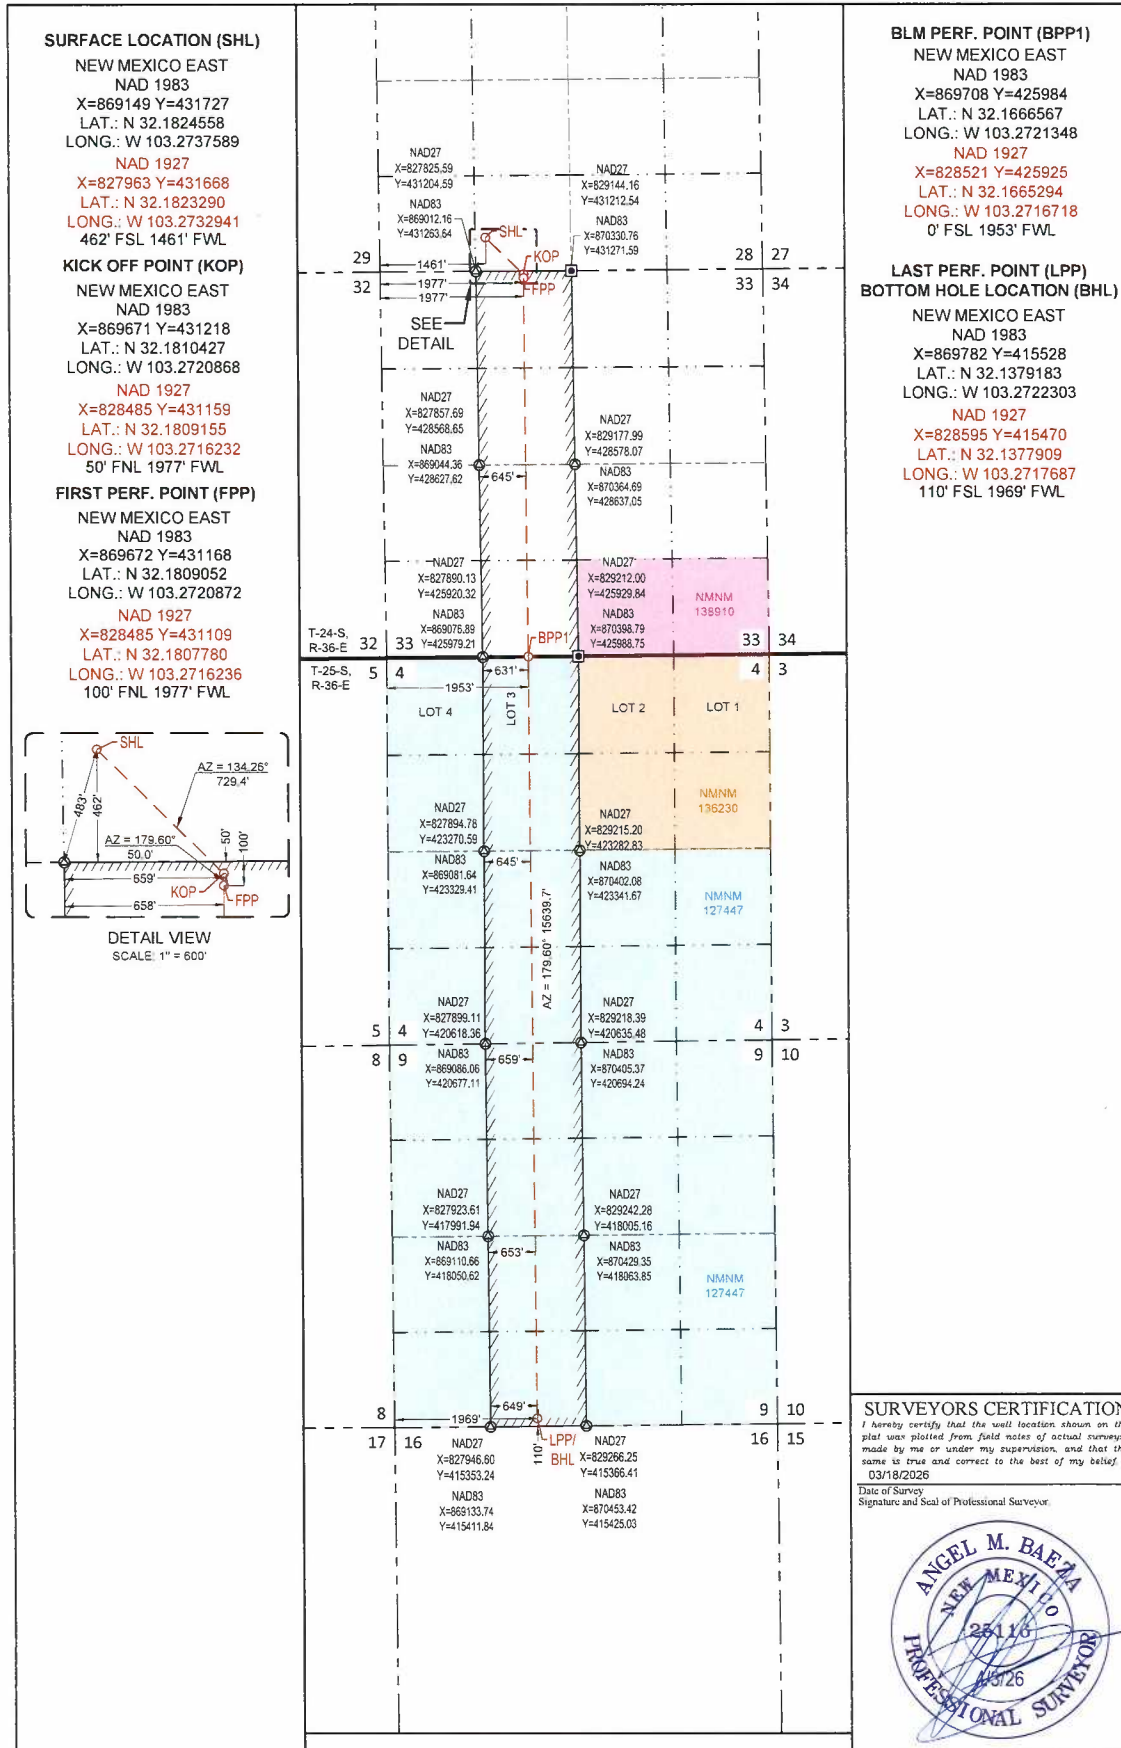 SURFACE LOCATION (SHL)
NEW MEXICO EAST
NAD 1983
X=869149 Y=431727
LAT.: N 32.1824558
LONG.: W 103.2737589
NAD 1927
X=827963 Y=431668
LAT.: N 32.1823290
LONG.: W 103.2732941
462' FSL 1461' FWL
KICK OFF POINT (KOP)
NEW MEXICO EAST
NAD 1983
X=869671 Y=431218
LAT.: N 32.1810427
LONG.: W 103.2720868
NAD 1927
X=828485 Y=431159
LAT.: N 32.1809155
LONG.: W 103.2716232
50' FNL 1977' FWL
FIRST PERF. POINT (FPP)
NEW MEXICO EAST
NAD 1983
X=869672 Y=431168
LAT.: N 32.1809052
LONG.: W 103.2720872
NAD 1927
X=828485 Y=431109
LAT.: N 32.1807780
LONG.: W 103.2716236
100' FNL 1977' FWL
SHL
AZ = 134.26°
729.4'
483'
462'
AZ = 179.60°
50.0'
50'
100'
659'
KOP
FPP
658'
DETAIL VIEW
SCALE: 1" = 600'
NAD27
X=827825.59
Y=431204.59
NAD83
X=869012.16
Y=431263.64
NAD27
X=829144.16
Y=431212.54
NAD83
X=870330.76
Y=431271.59
SHL
KOP
FPP
29
32
28
27
33
34
1461'
1977'
1977'
SEE
DETAIL
NAD27
X=827857.69
Y=428568.65
NAD83
X=869044.36
Y=428627.62
645'
NAD27
X=829177.99
Y=428578.07
NAD83
X=870364.69
Y=428637.05
NAD27
X=827890.13
Y=425920.32
NAD83
X=869076.89
Y=425979.21
NAD27
X=829212.00
Y=425929.84
NAD83
X=870398.79
Y=425988.75
NMNM
138910
BPP1
T-24-S,
R-36-E
32
33
33
34
T-25-S,
R-36-E
5
4
4
3
631'
1953'
LOT 4
LOT 3
LOT 2
LOT 1
NMNM
136230
NAD27
X=827894.78
Y=423270.59
NAD83
X=869081.64
Y=423329.41
645'
NAD27
X=829215.20
Y=423282.83
NAD83
X=870402.08
Y=423341.67
NMNM
127447
AZ = 179.60° 15639.7'
NAD27
X=827899.11
Y=420618.36
NAD83
X=869086.06
Y=420677.11
659'
NAD27
X=829218.39
Y=420635.48
NAD83
X=870405.37
Y=420694.24
5
4
8
9
4
3
9
10
NAD27
X=827923.61
Y=417991.94
NAD83
X=869110.66
Y=418050.62
653'
NAD27
X=829242.28
Y=418005.16
NAD83
X=870429.35
Y=418063.85
NMNM
127447
8
17
16
9
10
16
15
649'
1969'
110'
LPP/
BHL
NAD27
X=827946.60
Y=415353.24
NAD83
X=869133.74
Y=415411.84
NAD27
X=829266.25
Y=415366.41
NAD83
X=870453.42
Y=415425.03
BLM PERF. POINT (BPP1)
NEW MEXICO EAST
NAD 1983
X=869708 Y=425984
LAT.: N 32.1666567
LONG.: W 103.2721348
NAD 1927
X=828521 Y=425925
LAT.: N 32.1665294
LONG.: W 103.2716718
0' FSL 1953' FWL
LAST PERF. POINT (LPP)
BOTTOM HOLE LOCATION (BHL)
NEW MEXICO EAST
NAD 1983
X=869782 Y=415528
LAT.: N 32.1379183
LONG.: W 103.2722303
NAD 1927
X=828595 Y=415470
LAT.: N 32.1377909
LONG.: W 103.2717687
110' FSL 1969' FWL
SURVEYORS CERTIFICATION
I hereby certify that the well location shown on th
plat was plotted from field notes of actual surveys
made by me or under my supervision, and that th
same is true and correct to the best of my belief.
03/18/2026
Date of Survey
Signature and Seal of Professional Surveyor:
ANGEL M. BAEZA
NEW MEXICO
25116
PROFESSIONAL SURVEYOR